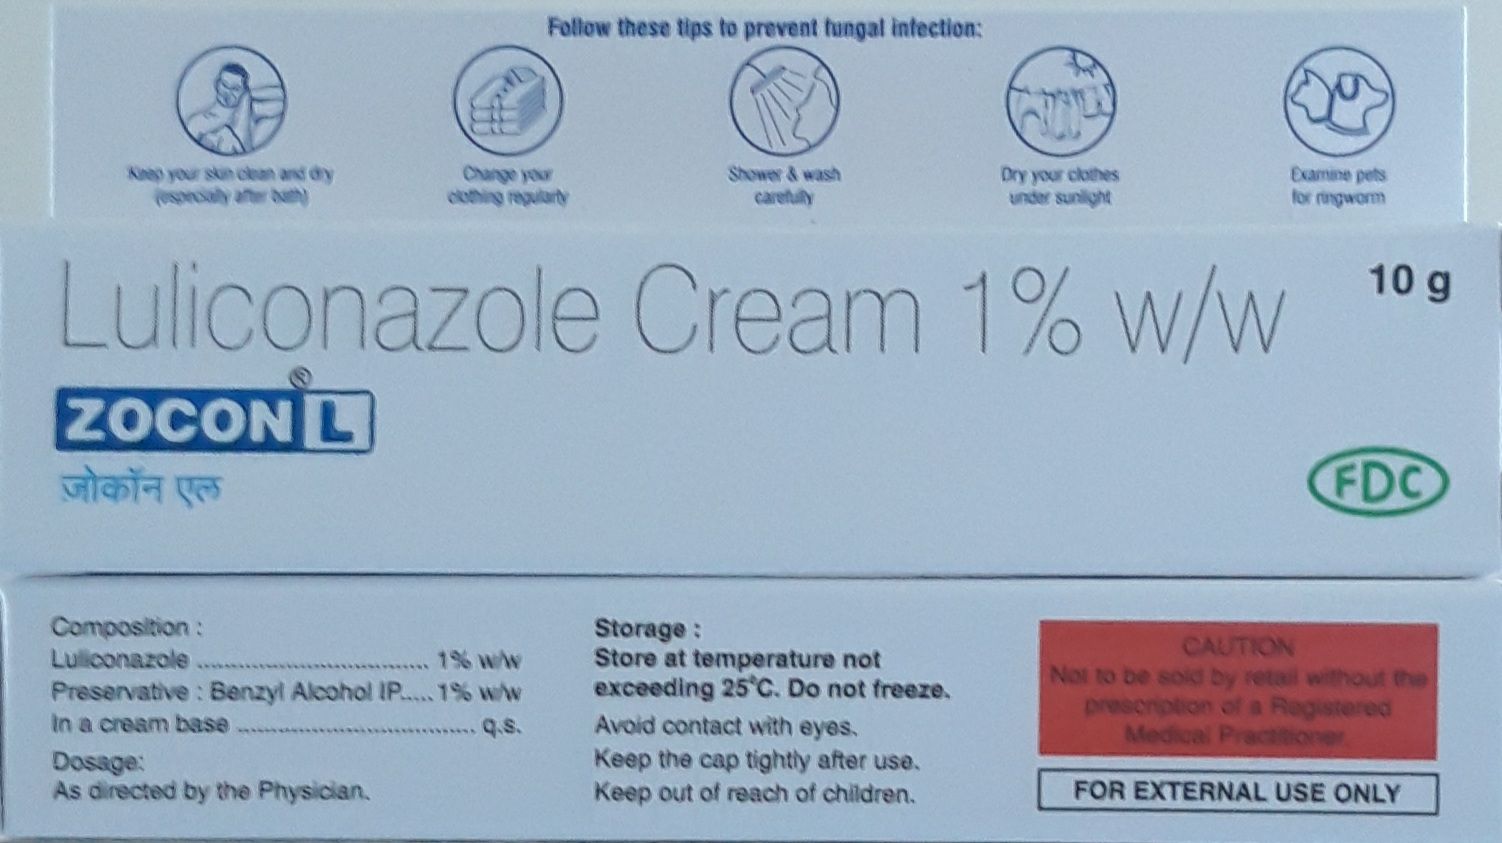 Follow these tips to prevent fungal infection:
Keep your skin clean and dry
(especially after bath)
Change your
clothing regularly
Shower & wash
carefully
Dry your clothes
under sunlight
Examine pets
for ringworm
Luliconazole Cream 1% w/w
10 g
ZOCON L
®
ज़ोकॉन एल
FDC
Composition :
Luliconazole .................................. 1% w/w
Preservative : Benzyl Alcohol IP..... 1% w/w
In a cream base ................................... q.s.
Dosage:
As directed by the Physician.
Storage :
Store at temperature not
exceeding 25°C. Do not freeze.
Avoid contact with eyes.
Keep the cap tightly after use.
Keep out of reach of children.
CAUTION
Not to be sold by retail without the
prescription of a Registered
Medical Practitioner.
FOR EXTERNAL USE ONLY